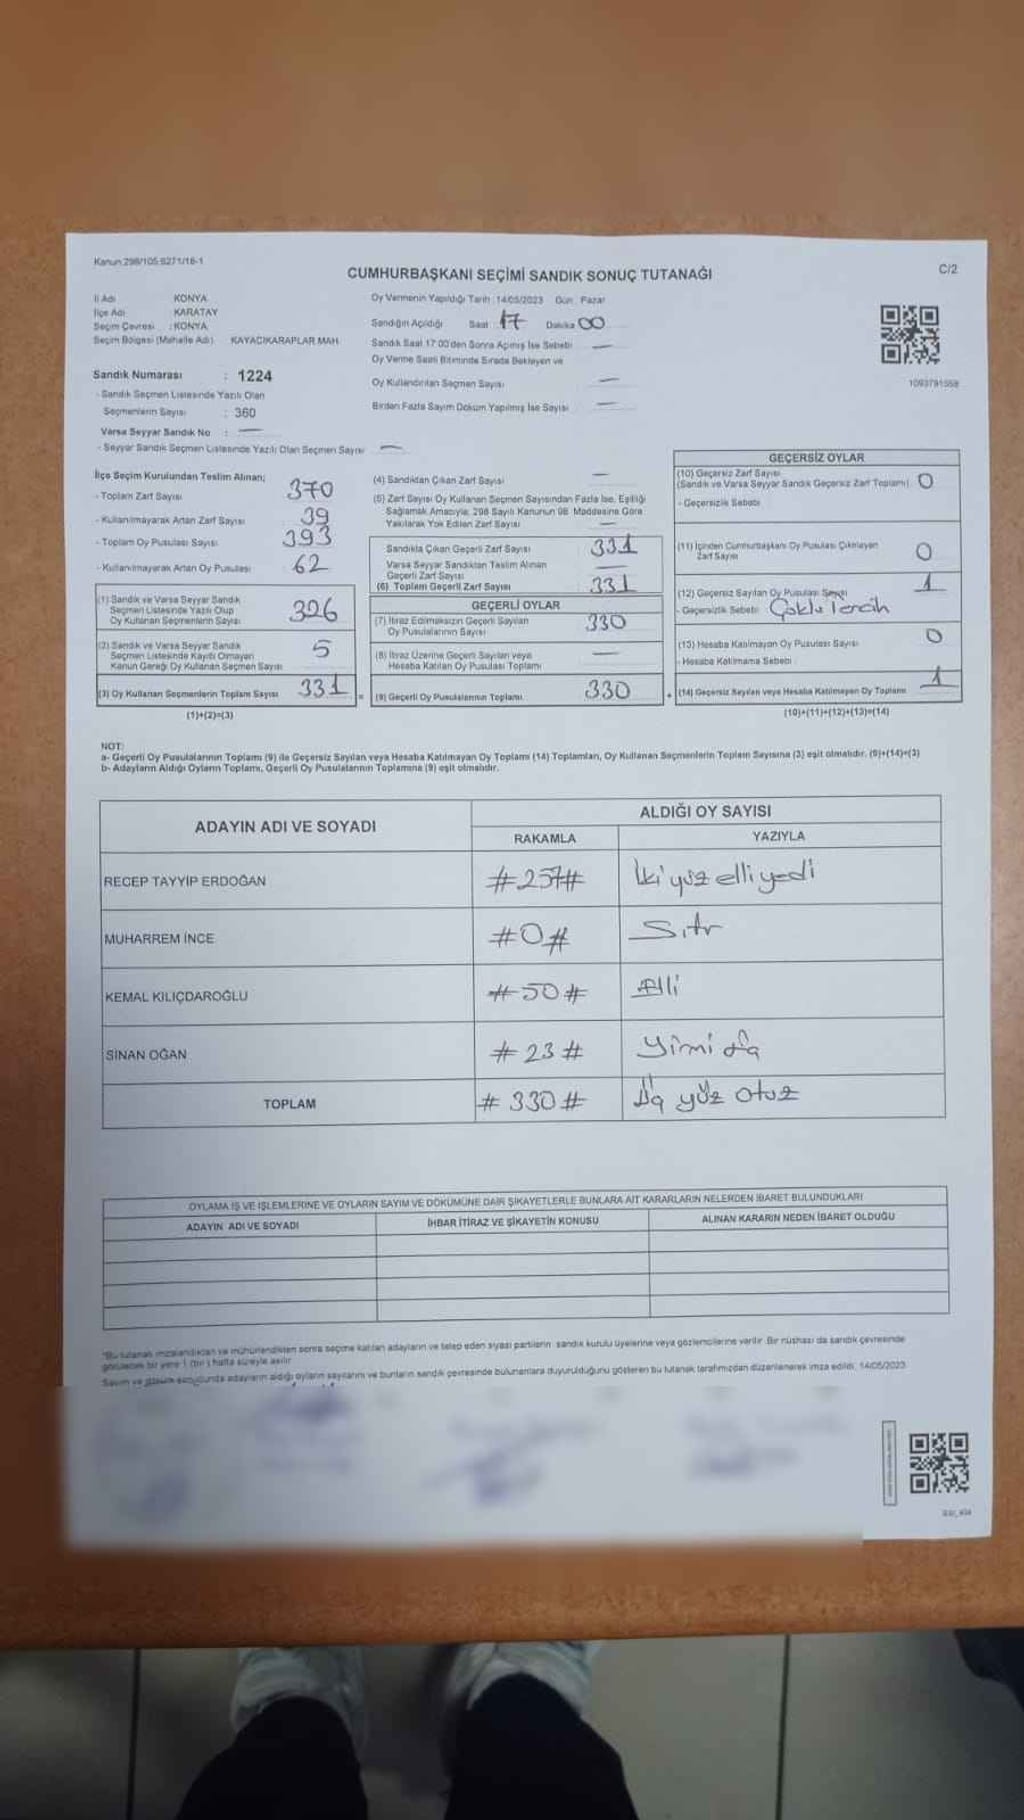 Kanun:298/105.6271/16-1
C/2
CUMHURBAŞKANI SEÇİMİ SANDIK SONUÇ TUTANAĞI
İl Adı KONYA
İlçe Adı KARATAY
Seçim Çevresi : KONYA
Seçim Bölgesi (Mahalle Adı) KAYACIKARAPLAR MAH.
Sandık Numarası : 1224
- Sandık Seçmen Listesinde Yazılı Olan
Seçmenlerin Sayısı : 360
Varsa Seyyar Sandık No : —
- Seyyar Sandık Seçmen Listesinde Yazılı Olan Seçmen Sayısı —
Oy Vermenin Yapıldığı Tarih : 14/05/2023 Gün : Pazar
Sandığın Açıldığı Saat : 17 Dakika 00
Sandık Saat 17:00'den Sonra Açılmış İse Sebebi —
Oy Verme Saati Bitiminde Sırada Bekleyen ve
Oy Kullandırılan Seçmen Sayısı —
Birden Fazla Sayım Döküm Yapılmış İse Sayısı —
1093791568
İlçe Seçim Kurulundan Teslim Alınan;
- Toplam Zarf Sayısı 370
- Kullanılmayarak Artan Zarf Sayısı 39
- Toplam Oy Pusulası Sayısı 393
- Kullanılmayarak Artan Oy Pusulası 62
(1) Sandık ve Varsa Seyyar Sandık
Seçmen Listesinde Yazılı Olup
Oy Kullanan Seçmenlerin Sayısı 326
(2) Sandık ve Varsa Seyyar Sandık
Seçmen Listesinde Kayıtlı Olmayan
Kanun Gereği Oy Kullanan Seçmen Sayısı 5
(3) Oy Kullanan Seçmenlerin Toplam Sayısı 331 =
(1)+(2)=(3)
(4) Sandıktan Çıkan Zarf Sayısı —
(5) Zarf Sayısı Oy Kullanan Seçmen Sayısından Fazla İse, Eşitliği
Sağlamak Amacıyla, 298 Sayılı Kanunun 98. Maddesine Göre
Yakılarak Yok Edilen Zarf Sayısı —
Sandıkta Çıkan Geçerli Zarf Sayısı 331
Varsa Seyyar Sandıktan Teslim Alınan
Geçerli Zarf Sayısı —
(6) Toplam Geçerli Zarf Sayısı 331
GEÇERLİ OYLAR
(7) İtiraz Edilmeksizin Geçerli Sayılan
Oy Pusulalarının Sayısı 330
(8) İtiraz Üzerine Geçerli Sayılan veya
Hesaba Katılan Oy Pusulası Toplamı —
(9) Geçerli Oy Pusulalarının Toplamı 330 +
GEÇERSİZ OYLAR
(10) Geçersiz Zarf Sayısı
(Sandık ve Varsa Seyyar Sandık Geçersiz Zarf Toplamı) 0
- Geçersizlik Sebebi
(11) İçinden Cumhurbaşkanı Oy Pusulası Çıkmayan
Zarf Sayısı 0
(12) Geçersiz Sayılan Oy Pusulası Sayısı 1
- Geçersizlik Sebebi Çoklu Tercih
(13) Hesaba Katılmayan Oy Pusulası Sayısı 0
- Hesaba Katılmama Sebebi
(14) Geçersiz Sayılan veya Hesaba Katılmayan Oy Toplamı 1
(10)+(11)+(12)+(13)=(14)
NOT:
a- Geçerli Oy Pusulalarının Toplamı (9) ile Geçersiz Sayılan veya Hesaba Katılmayan Oy Toplamı (14) Toplamları, Oy Kullanan Seçmenlerin Toplam Sayısına (3) eşit olmalıdır. (9)+(14)=(3)
b- Adayların Aldığı Oyların Toplamı, Geçerli Oy Pusulalarının Toplamına (9) eşit olmalıdır.
ADAYIN ADI VE SOYADI
ALDIĞI OY SAYISI
RAKAMLA YAZIYLA
RECEP TAYYİP ERDOĞAN #257# İki yüz elli yedi
MUHARREM İNCE #0# Sıfır
KEMAL KILIÇDAROĞLU #50# Elli
SİNAN OĞAN #23# Yirmi üç
TOPLAM #330# Üç yüz otuz
OYLAMA İŞ VE İŞLEMLERİNE VE OYLARIN SAYIM VE DÖKÜMÜNE DAİR ŞİKAYETLERLE BUNLARA AİT KARARLARIN NELERDEN İBARET BULUNDUKLARI
ADAYIN ADI VE SOYADI İHBAR İTİRAZ VE ŞİKAYETİN KONUSU ALINAN KARARIN NEDEN İBARET OLDUĞU
"Bu tutanak imzalandıktan ve mühürlendikten sonra seçime katılan adayların ve talep eden siyasi partilerin sandık kurulu üyelerine veya gözlemcilerine verilir. Bir nüshası da sandık çevresinde
görülecek bir yere 1 (bir) hafta süreyle asılır.
Sayım ve döküm sonucunda adayların aldığı oyların sayılarını ve bunların sandık çevresinde bulunanlara duyurulduğunu gösteren bu tutanak tarafımızdan düzenlenerek imza edildi. 14/05/2023